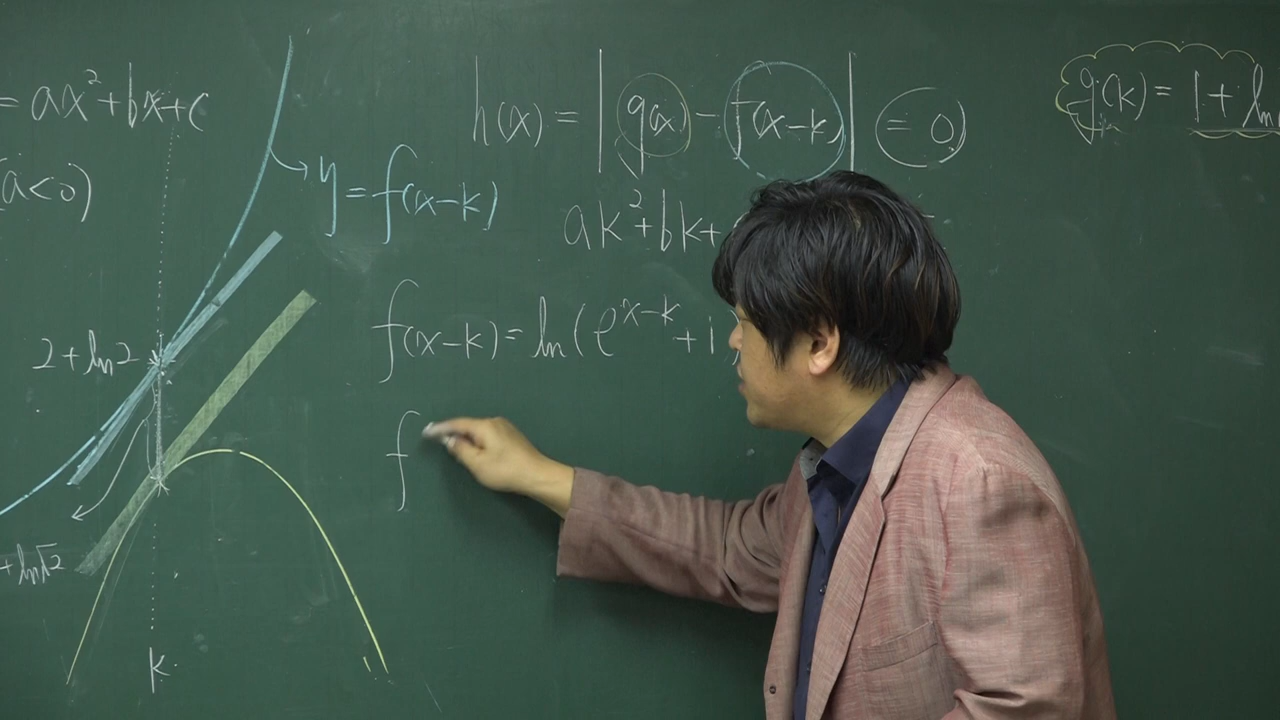 = ax²+bx+c
(a<0)
y=f(x-k)
h(x) = |g(x) - f(x-k)| (= 0)
g(k) = 1 + ln
ak²+bk+
f(x-k) = ln(e^{x-k}+1)
2+ln2
f
+ln√2
k